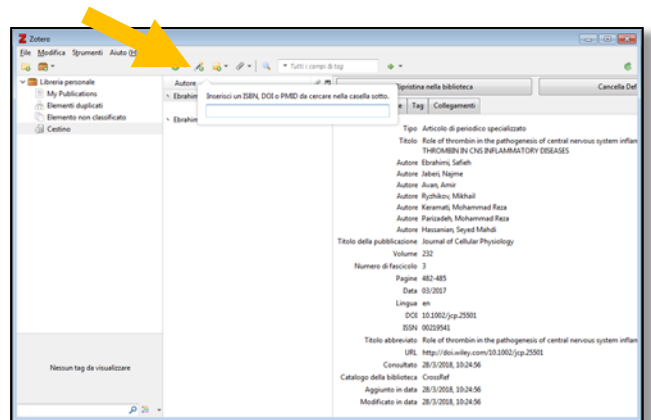 Zotero
File Modifica Strumenti Aiuto
Tutti i campi & tag
Libreria personale
My Publications
Elementi duplicati
Elemento non classificato
Cestino
Nessun tag da visualizzare
Autore
Ebrahim
Ebrahim
Inserisci un ISBN, DOI o PMID da cercare nella casella sotto.
Ripristina nella biblioteca
Cancella Def
e Tag Collegamenti
Tipo Articolo di periodico specializzato
Titolo Role of thrombin in the pathogenesis of central nervous system inflam
THROMBIN IN CNS INFLAMMATORY DISEASES
Autore Ebrahimi, Safieh
Autore Jaberi, Najme
Autore Avan, Amir
Autore Ryzhikov, Mikhail
Autore Keramati, Mohammad Reza
Autore Parizadeh, Mohammad Reza
Autore Hassanian, Seyed Mahdi
Titolo della pubblicazione Journal of Cellular Physiology
Volume 232
Numero di fascicolo 3
Pagine 482-485
Data 03/2017
Lingua en
DOI 10.1002/jcp.25501
ISSN 00219541
Titolo abbreviato Role of thrombin in the pathogenesis of central nervous system inflam
URL http://doi.wiley.com/10.1002/jcp.25501
Consultato 28/3/2018, 10:24:56
Catalogo della biblioteca CrossRef
Aggiunto in data 28/3/2018, 10:24:56
Modificato in data 28/3/2018, 10:24:56